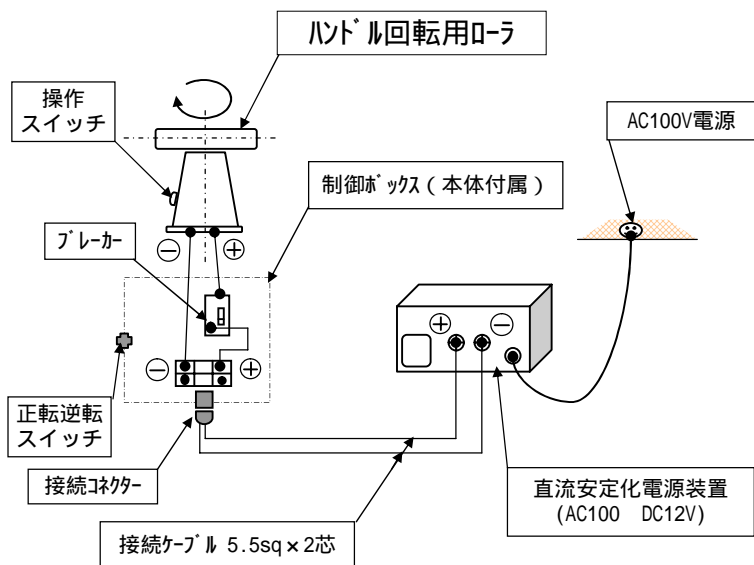 ﾊﾝﾄﾞﾙ回転用ﾛｰﾗ
操作
スイッチ
AC100V電源
制御ﾎﾞｯｸｽ（本体付属）
ﾌﾞﾚｰｶｰ
⊖
⊕
⊕
⊖
⊖
⊕
正転逆転
スイッチ
接続ｺﾈｸﾀｰ
直流安定化電源装置
(AC100 DC12V)
接続ｹｰﾌﾞﾙ 5.5sq×2芯